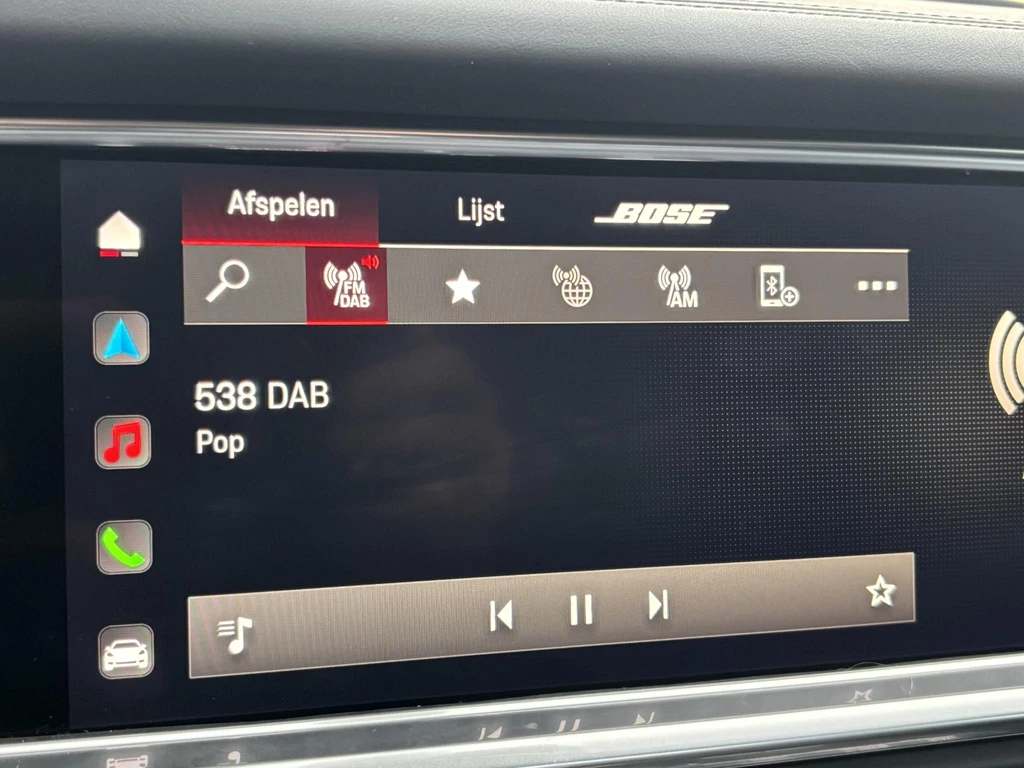 Afspelen
Lijst
BOSE
FM
DAB
AM
538 DAB
Pop